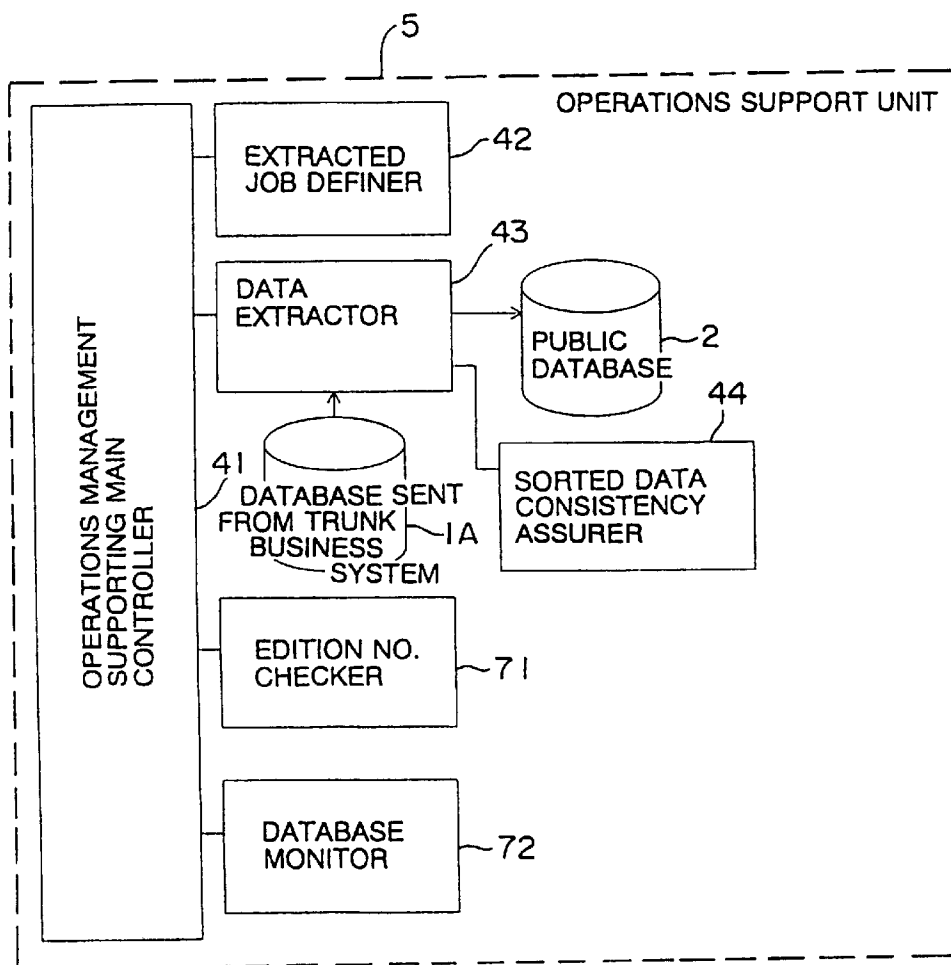 5
OPERATIONS SUPPORT UNIT
OPERATIONS MANAGEMENT
SUPPORTING MAIN
CONTROLLER
41
EXTRACTED
JOB DEFINER
42
DATA
EXTRACTOR
43
PUBLIC
DATABASE
2
DATABASE SENT
FROM TRUNK
BUSINESS
SYSTEM
1A
SORTED DATA
CONSISTENCY
ASSURER
44
EDITION NO.
CHECKER
71
DATABASE
MONITOR
72